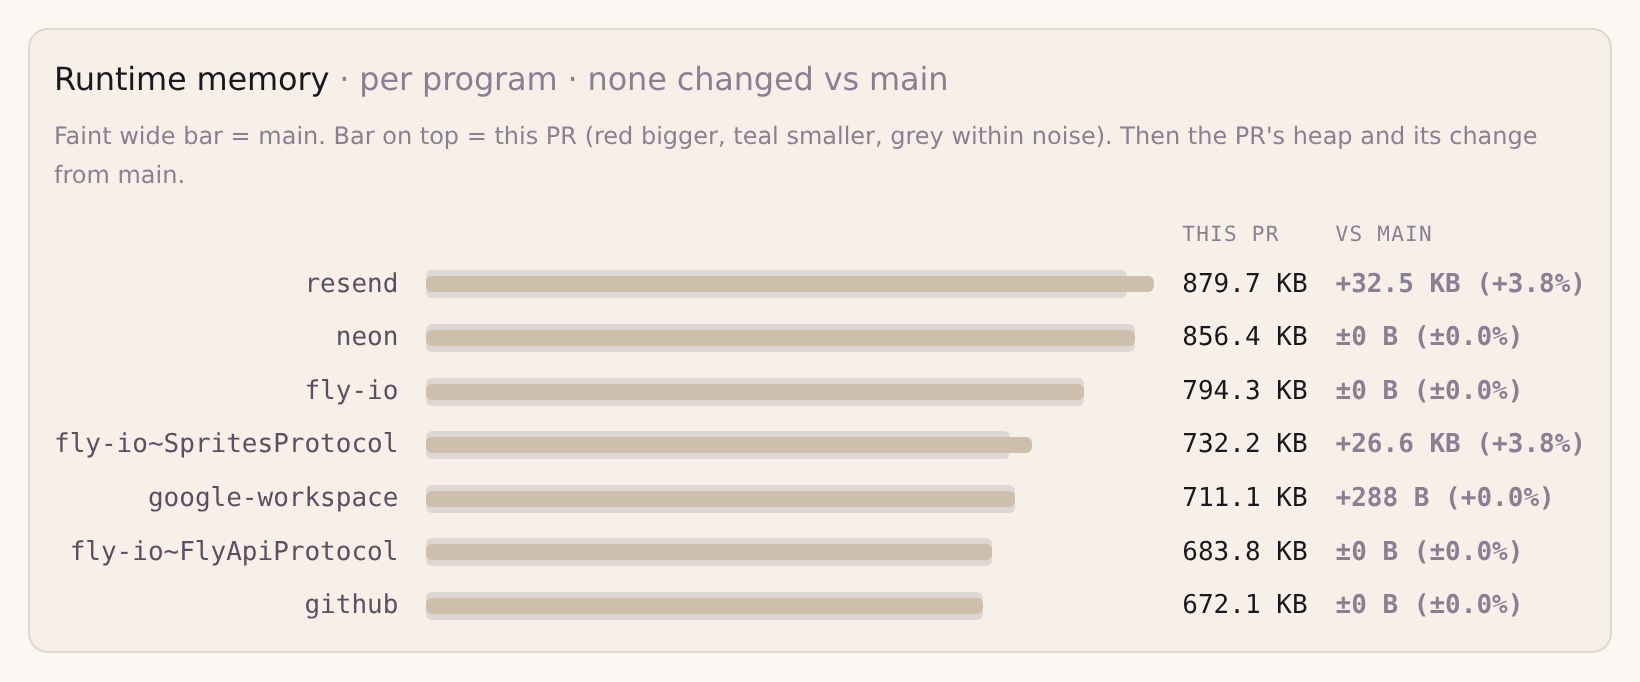 Runtime memory · per program · none changed vs main
Faint wide bar = main. Bar on top = this PR (red bigger, teal smaller, grey within noise). Then the PR's heap and its change
from main.
THIS PR VS MAIN
resend 879.7 KB +32.5 KB (+3.8%)
neon 856.4 KB ±0 B (±0.0%)
fly-io 794.3 KB ±0 B (±0.0%)
fly-io~SpritesProtocol 732.2 KB +26.6 KB (+3.8%)
google-workspace 711.1 KB +288 B (+0.0%)
fly-io~FlyApiProtocol 683.8 KB ±0 B (±0.0%)
github 672.1 KB ±0 B (±0.0%)